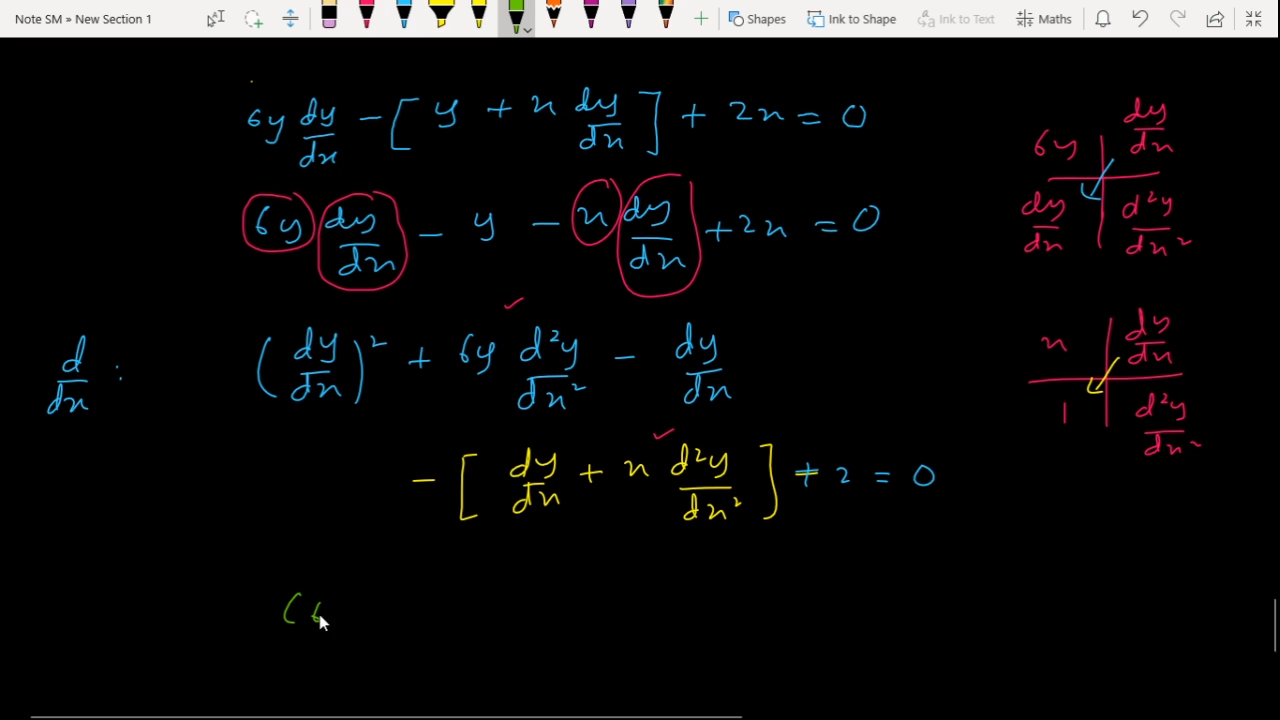 Note SM » New Section 1 Shapes Ink to Shape Ink to Text Maths
6y dy/dx - [ y + x dy/dx ] + 2x = 0
6y dy/dx - y - x dy/dx + 2x = 0
d/dx : (dy/dx)² + 6y d²y/dx² - dy/dx
- [ dy/dx + x d²y/dx² ] + 2 = 0
(6
6y | dy/dx
dy/dx | d²y/dx²
x | dy/dx
1 | d²y/dx²